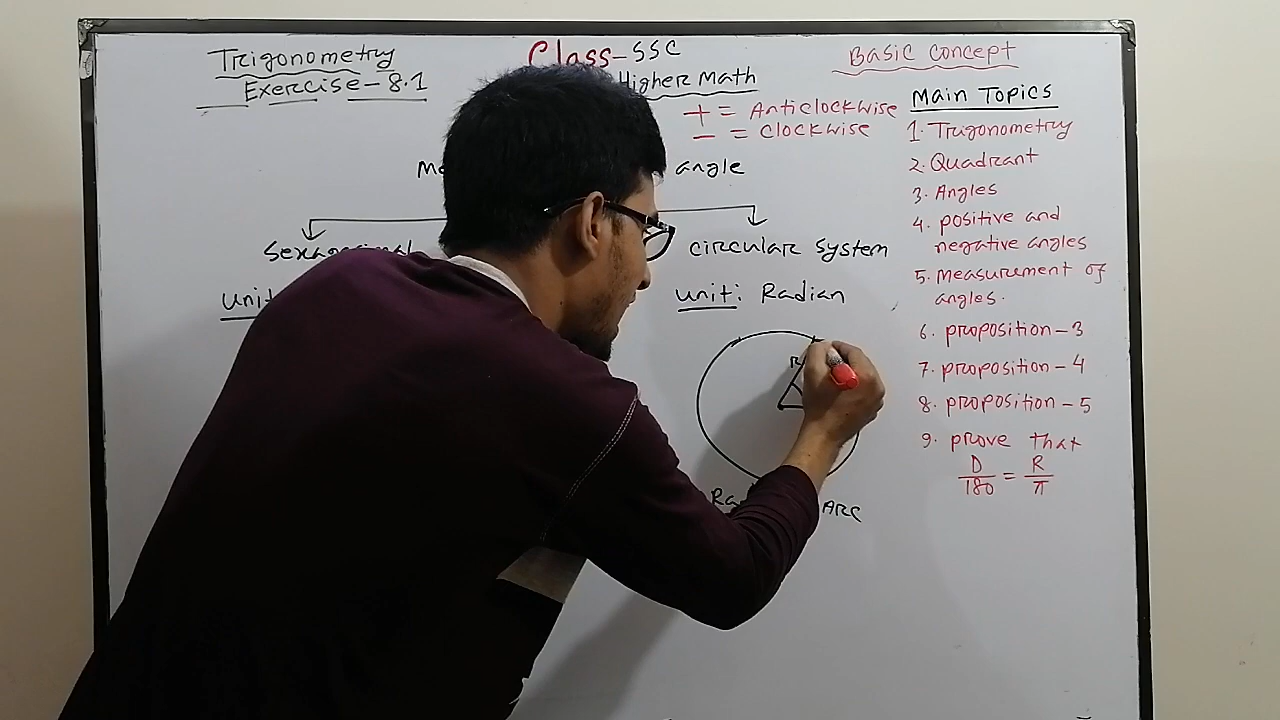 Trigonometry
Exercise - 8.1
Class - SSC
Higher Math
Basic Concept
+ = Anticlockwise
- = Clockwise
angle
circular system
unit: Radian
R
ARC
Main Topics
1. Trigonometry
2. Quadrant
3. Angles
4. positive and
negative angles
5. measurement of
angles.
6. proposition - 3
7. proposition - 4
8. proposition - 5
9. prove that
D/180 = R/π